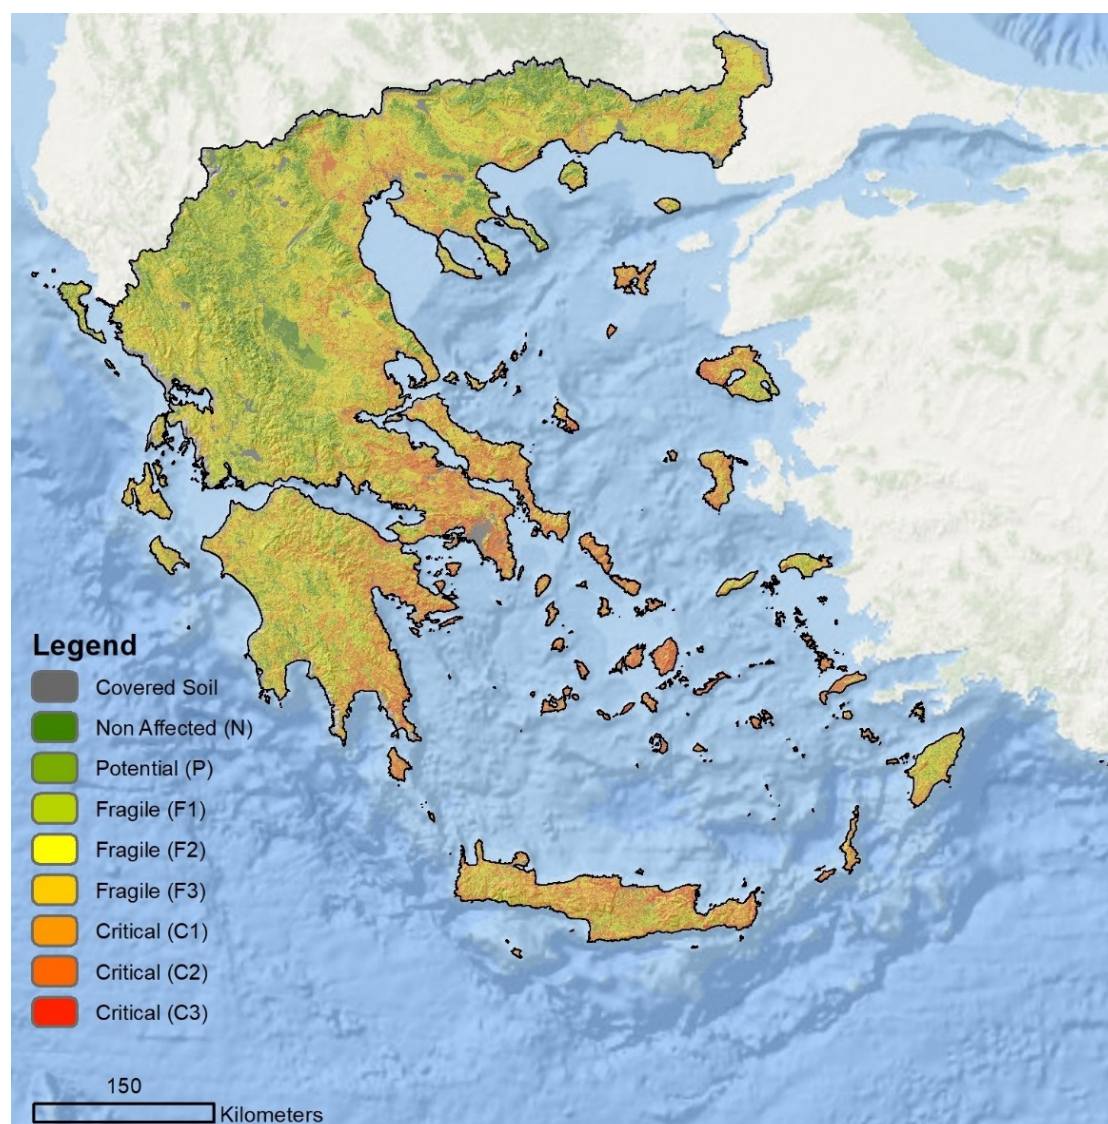 Legend
Covered Soil
Non Affected (N)
Potential (P)
Fragile (F1)
Fragile (F2)
Fragile (F3)
Critical (C1)
Critical (C2)
Critical (C3)
150
Kilometers